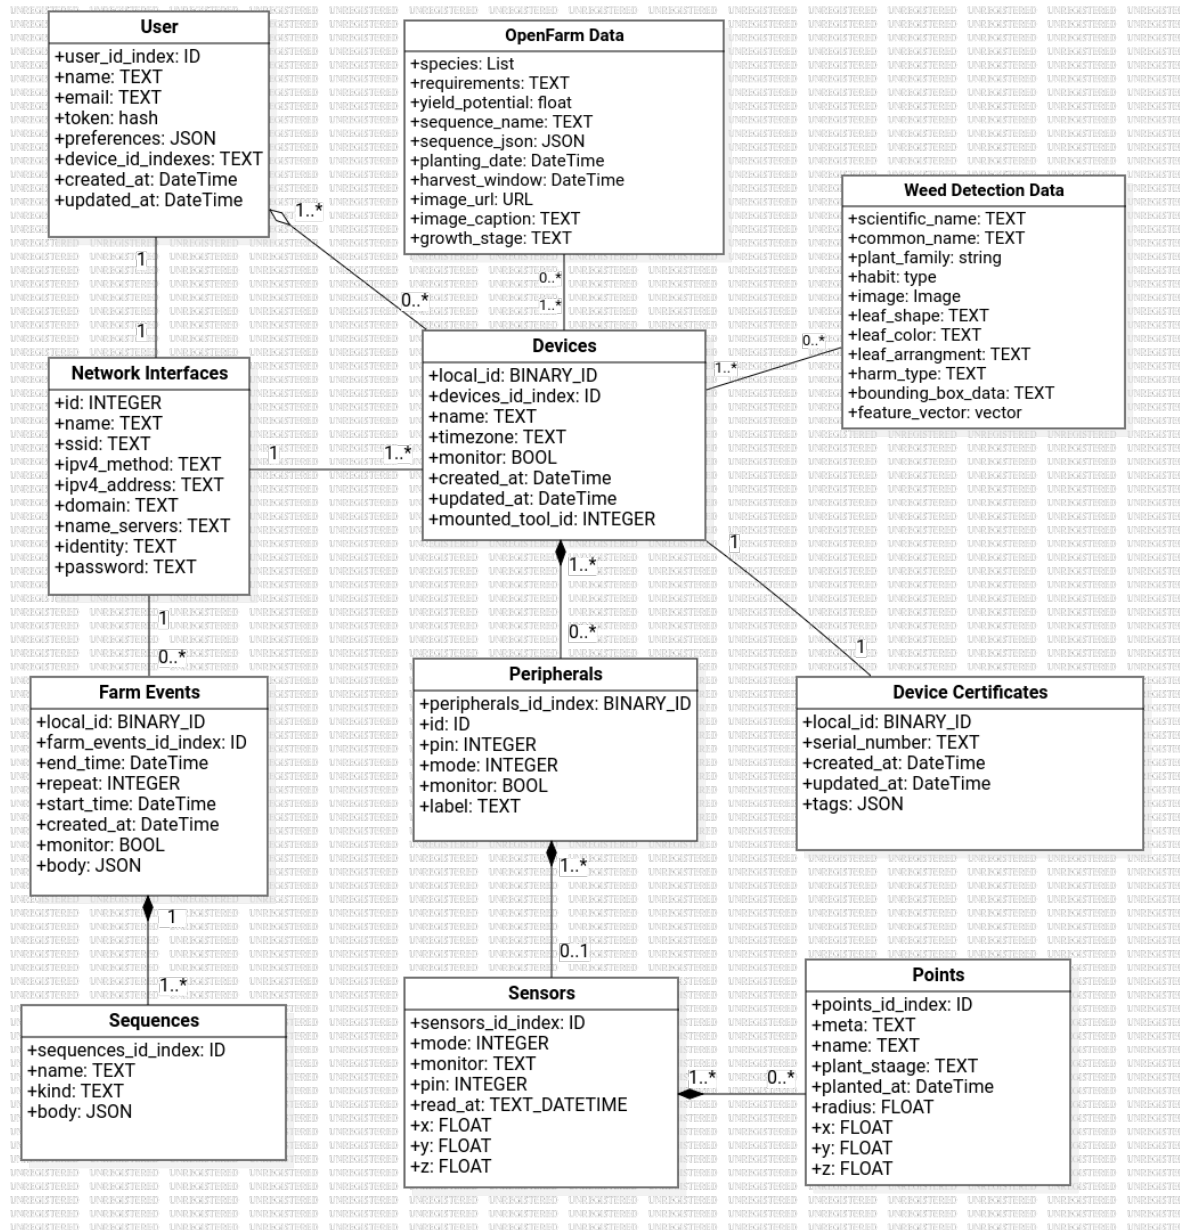 User
+user_id_index: ID
+name: TEXT
+email: TEXT
+token: hash
+preferences: JSON
+device_id_indexes: TEXT
+created_at: DateTime
+updated_at: DateTime
OpenFarm Data
+species: List
+requirements: TEXT
+yield_potential: float
+sequence_name: TEXT
+sequence_json: JSON
+planting_date: DateTime
+harvest_window: DateTime
+image_url: URL
+image_caption: TEXT
+growth_stage: TEXT
Weed Detection Data
+scientific_name: TEXT
+common_name: TEXT
+plant_family: string
+habit: type
+image: Image
+leaf_shape: TEXT
+leaf_color: TEXT
+leaf_arrangment: TEXT
+harm_type: TEXT
+bounding_box_data: TEXT
+feature_vector: vector
1..*
0..*
1
1
0..*
1..*
0..*
1..*
Network Interfaces
+id: INTEGER
+name: TEXT
+ssid: TEXT
+ipv4_method: TEXT
+ipv4_address: TEXT
+domain: TEXT
+name_servers: TEXT
+identity: TEXT
+password: TEXT
1
1..*
Devices
+local_id: BINARY_ID
+devices_id_index: ID
+name: TEXT
+timezone: TEXT
+monitor: BOOL
+created_at: DateTime
+updated_at: DateTime
+mounted_tool_id: INTEGER
1
0..*
1..*
0..*
1
1
Farm Events
+local_id: BINARY_ID
+farm_events_id_index: ID
+end_time: DateTime
+repeat: INTEGER
+start_time: DateTime
+created_at: DateTime
+monitor: BOOL
+body: JSON
Peripherals
+peripherals_id_index: BINARY_ID
+id: ID
+pin: INTEGER
+mode: INTEGER
+monitor: BOOL
+label: TEXT
Device Certificates
+local_id: BINARY_ID
+serial_number: TEXT
+created_at: DateTime
+updated_at: DateTime
+tags: JSON
1
1..*
1..*
0..1
Sequences
+sequences_id_index: ID
+name: TEXT
+kind: TEXT
+body: JSON
Sensors
+sensors_id_index: ID
+mode: INTEGER
+monitor: TEXT
+pin: INTEGER
+read_at: TEXT_DATETIME
+x: FLOAT
+y: FLOAT
+z: FLOAT
1..*
0..*
Points
+points_id_index: ID
+meta: TEXT
+name: TEXT
+plant_staage: TEXT
+planted_at: DateTime
+radius: FLOAT
+x: FLOAT
+y: FLOAT
+z: FLOAT
UNREGISTERED